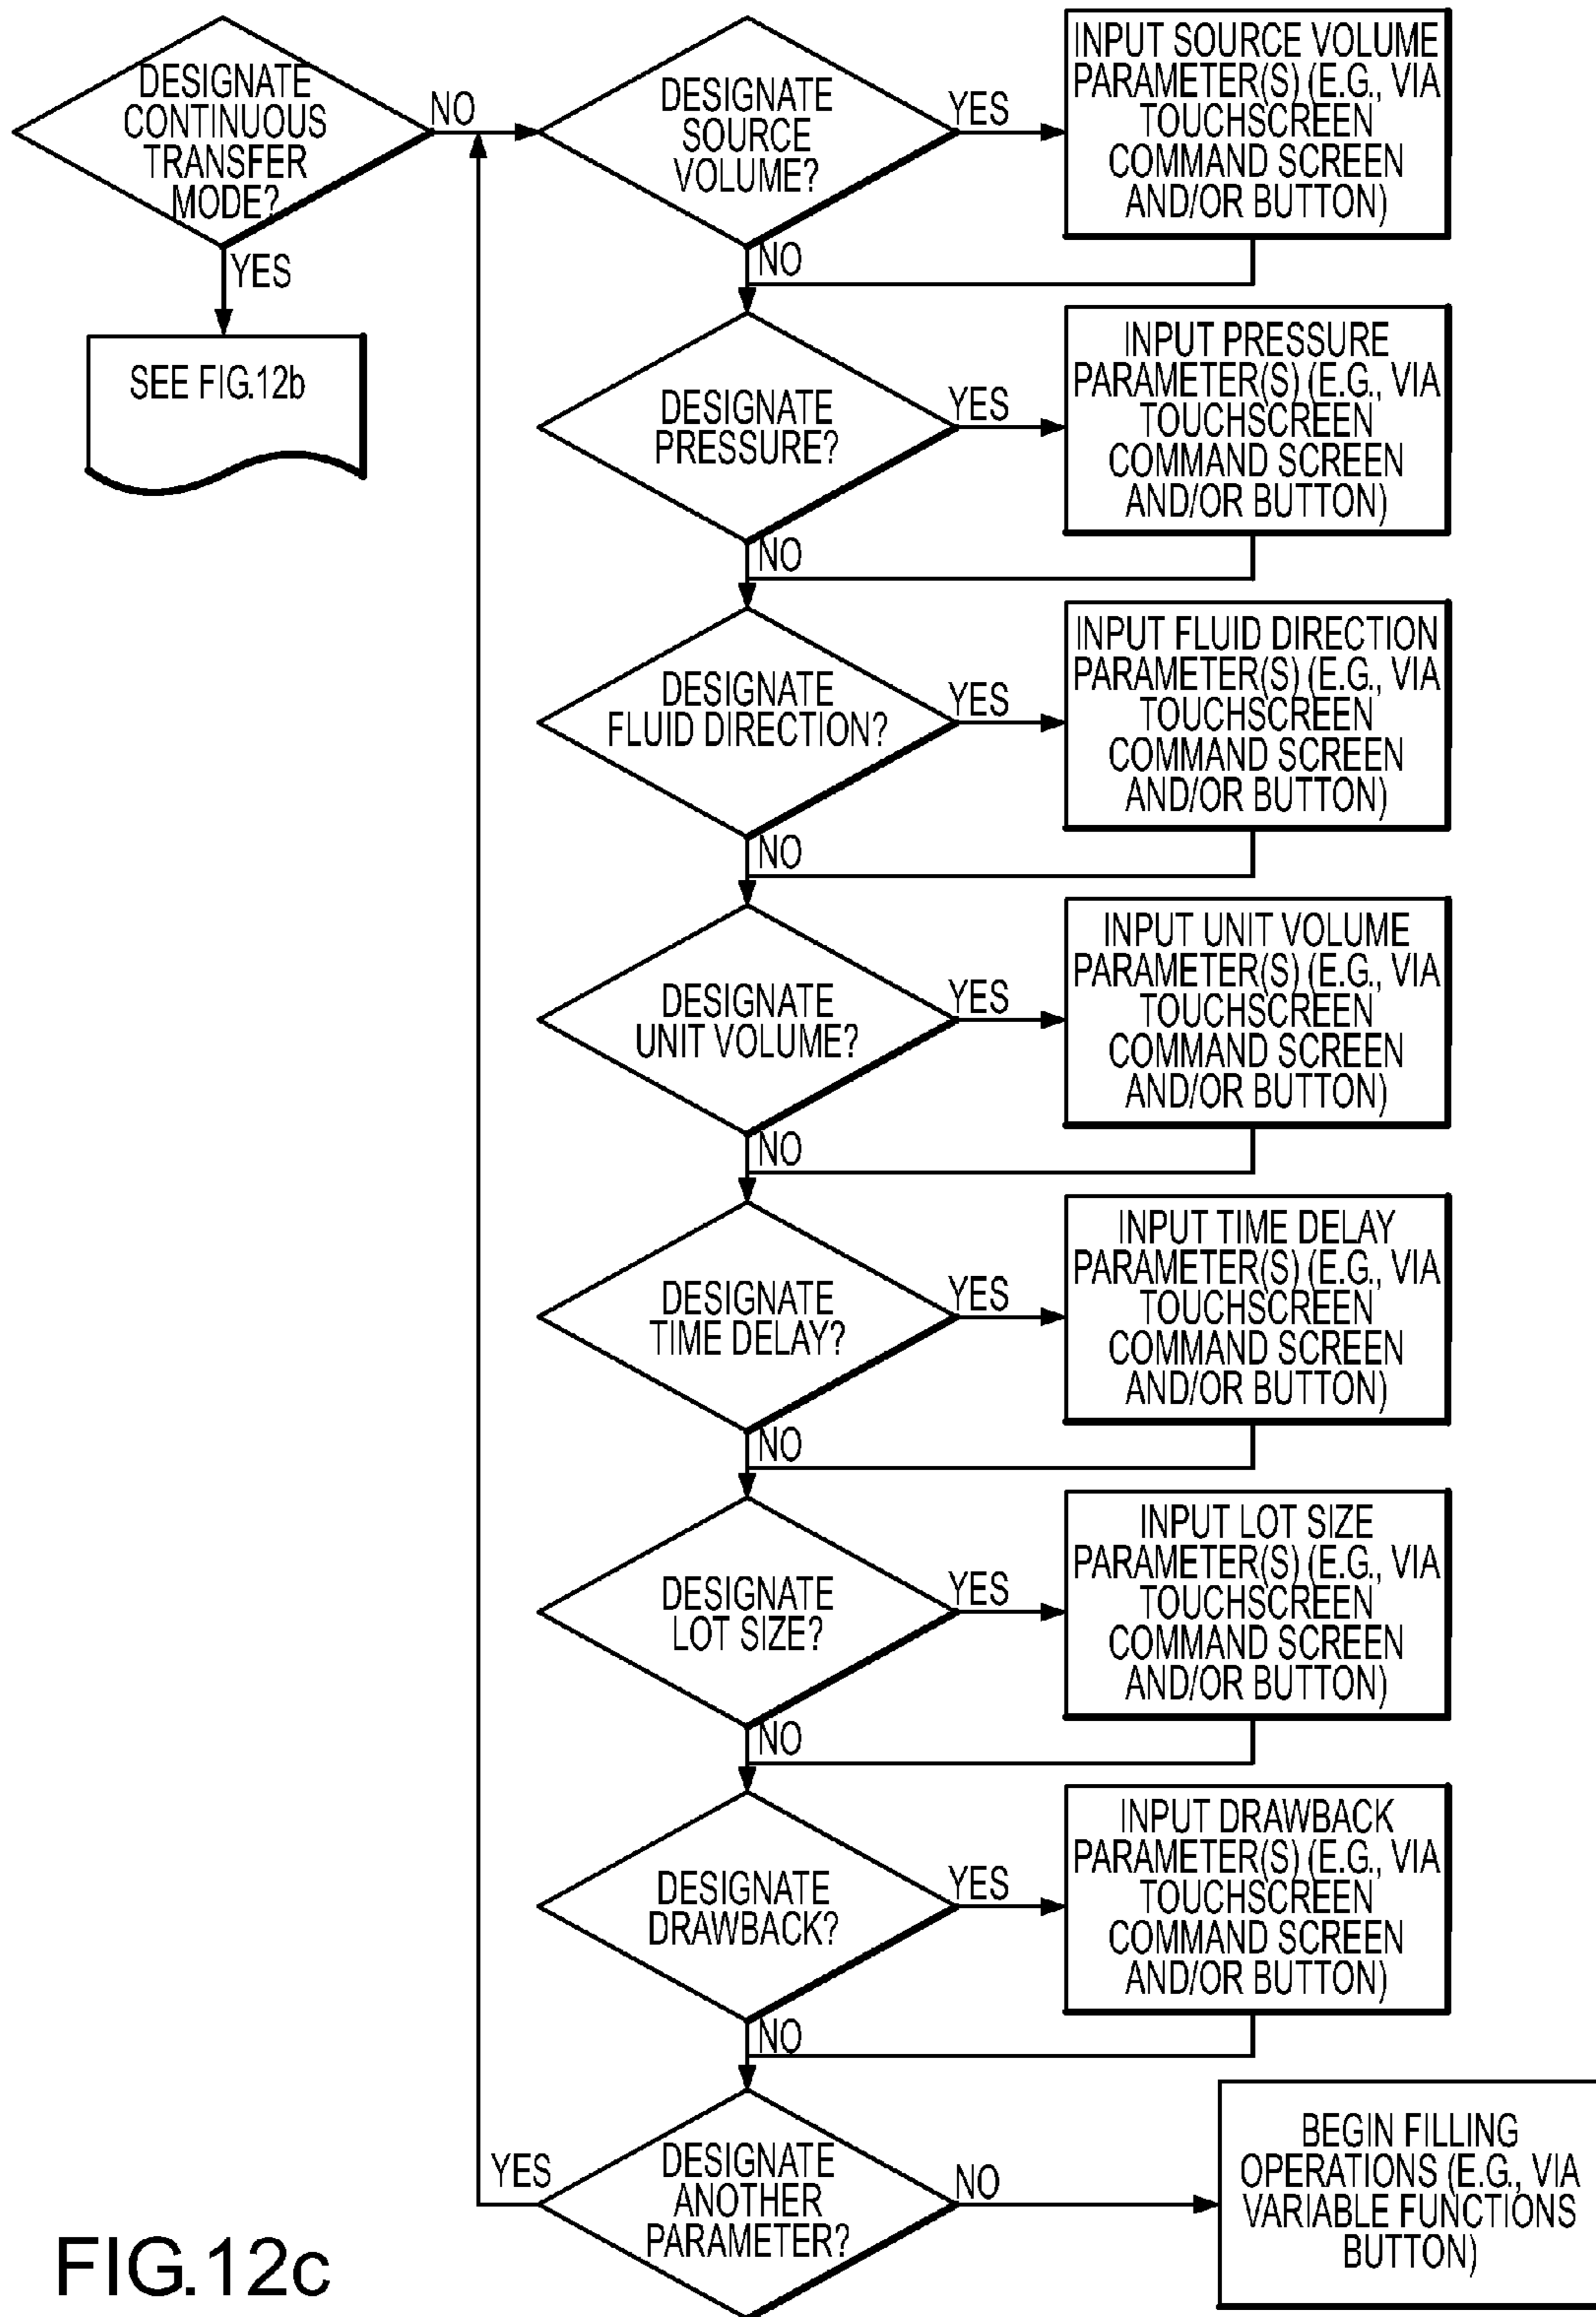 DESIGNATE
CONTINUOUS
TRANSFER
MODE?
NO
YES
SEE FIG.12b
DESIGNATE
SOURCE
VOLUME?
YES
NO
INPUT SOURCE VOLUME
PARAMETER(S) (E.G., VIA
TOUCHSCREEN
COMMAND SCREEN
AND/OR BUTTON)
DESIGNATE
PRESSURE?
YES
NO
INPUT PRESSURE
PARAMETER(S) (E.G., VIA
TOUCHSCREEN
COMMAND SCREEN
AND/OR BUTTON)
DESIGNATE
FLUID DIRECTION?
YES
NO
INPUT FLUID DIRECTION
PARAMETER(S) (E.G., VIA
TOUCHSCREEN
COMMAND SCREEN
AND/OR BUTTON)
DESIGNATE
UNIT VOLUME?
YES
NO
INPUT UNIT VOLUME
PARAMETER(S) (E.G., VIA
TOUCHSCREEN
COMMAND SCREEN
AND/OR BUTTON)
DESIGNATE
TIME DELAY?
YES
NO
INPUT TIME DELAY
PARAMETER(S) (E.G., VIA
TOUCHSCREEN
COMMAND SCREEN
AND/OR BUTTON)
DESIGNATE
LOT SIZE?
YES
NO
INPUT LOT SIZE
PARAMETER(S) (E.G., VIA
TOUCHSCREEN
COMMAND SCREEN
AND/OR BUTTON)
DESIGNATE
DRAWBACK?
YES
NO
INPUT DRAWBACK
PARAMETER(S) (E.G., VIA
TOUCHSCREEN
COMMAND SCREEN
AND/OR BUTTON)
DESIGNATE
ANOTHER
PARAMETER?
YES
NO
BEGIN FILLING
OPERATIONS (E.G., VIA
VARIABLE FUNCTIONS
BUTTON)
FIG.12c